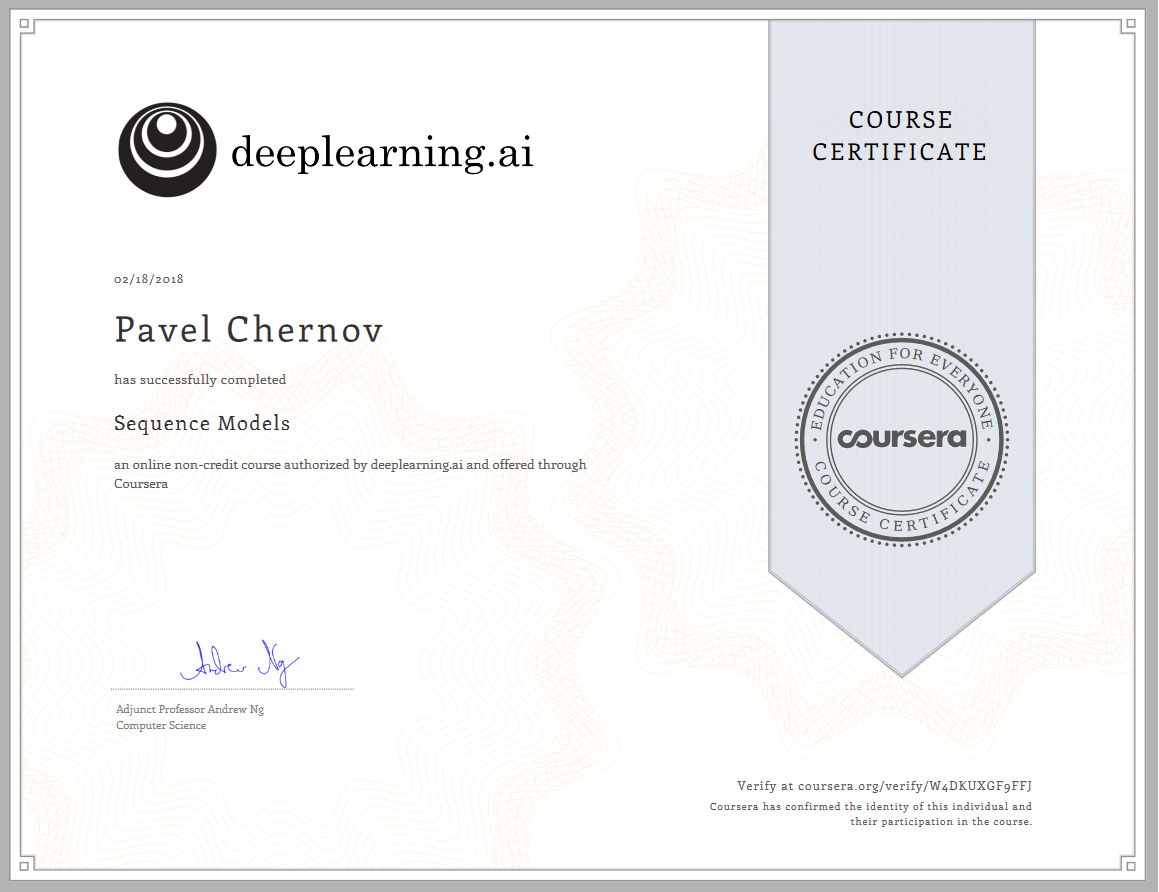 deeplearning.ai
COURSE
CERTIFICATE
02/18/2018
Pavel Chernov
has successfully completed
Sequence Models
an online non-credit course authorized by deeplearning.ai and offered through
Coursera
EDUCATION FOR EVERYONE
coursera
COURSE CERTIFICATE
Andrew Ng
Adjunct Professor Andrew Ng
Computer Science
Verify at coursera.org/verify/W4DKUXGF9FFJ
Coursera has confirmed the identity of this individual and
their participation in the course.